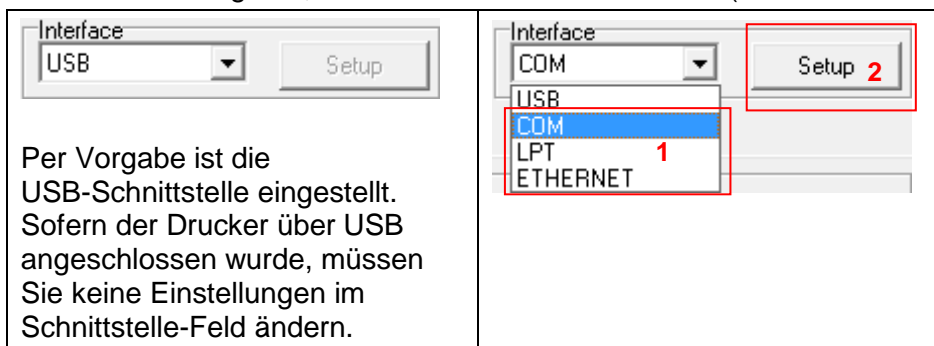 Interface
USB
Setup
Per Vorgabe ist die
USB-Schnittstelle eingestellt.
Sofern der Drucker über USB
angeschlossen wurde, müssen
Sie keine Einstellungen im
Schnittstelle-Feld ändern.
Interface
COM
Setup 2
USB
COM
LPT 1
ETHERNET